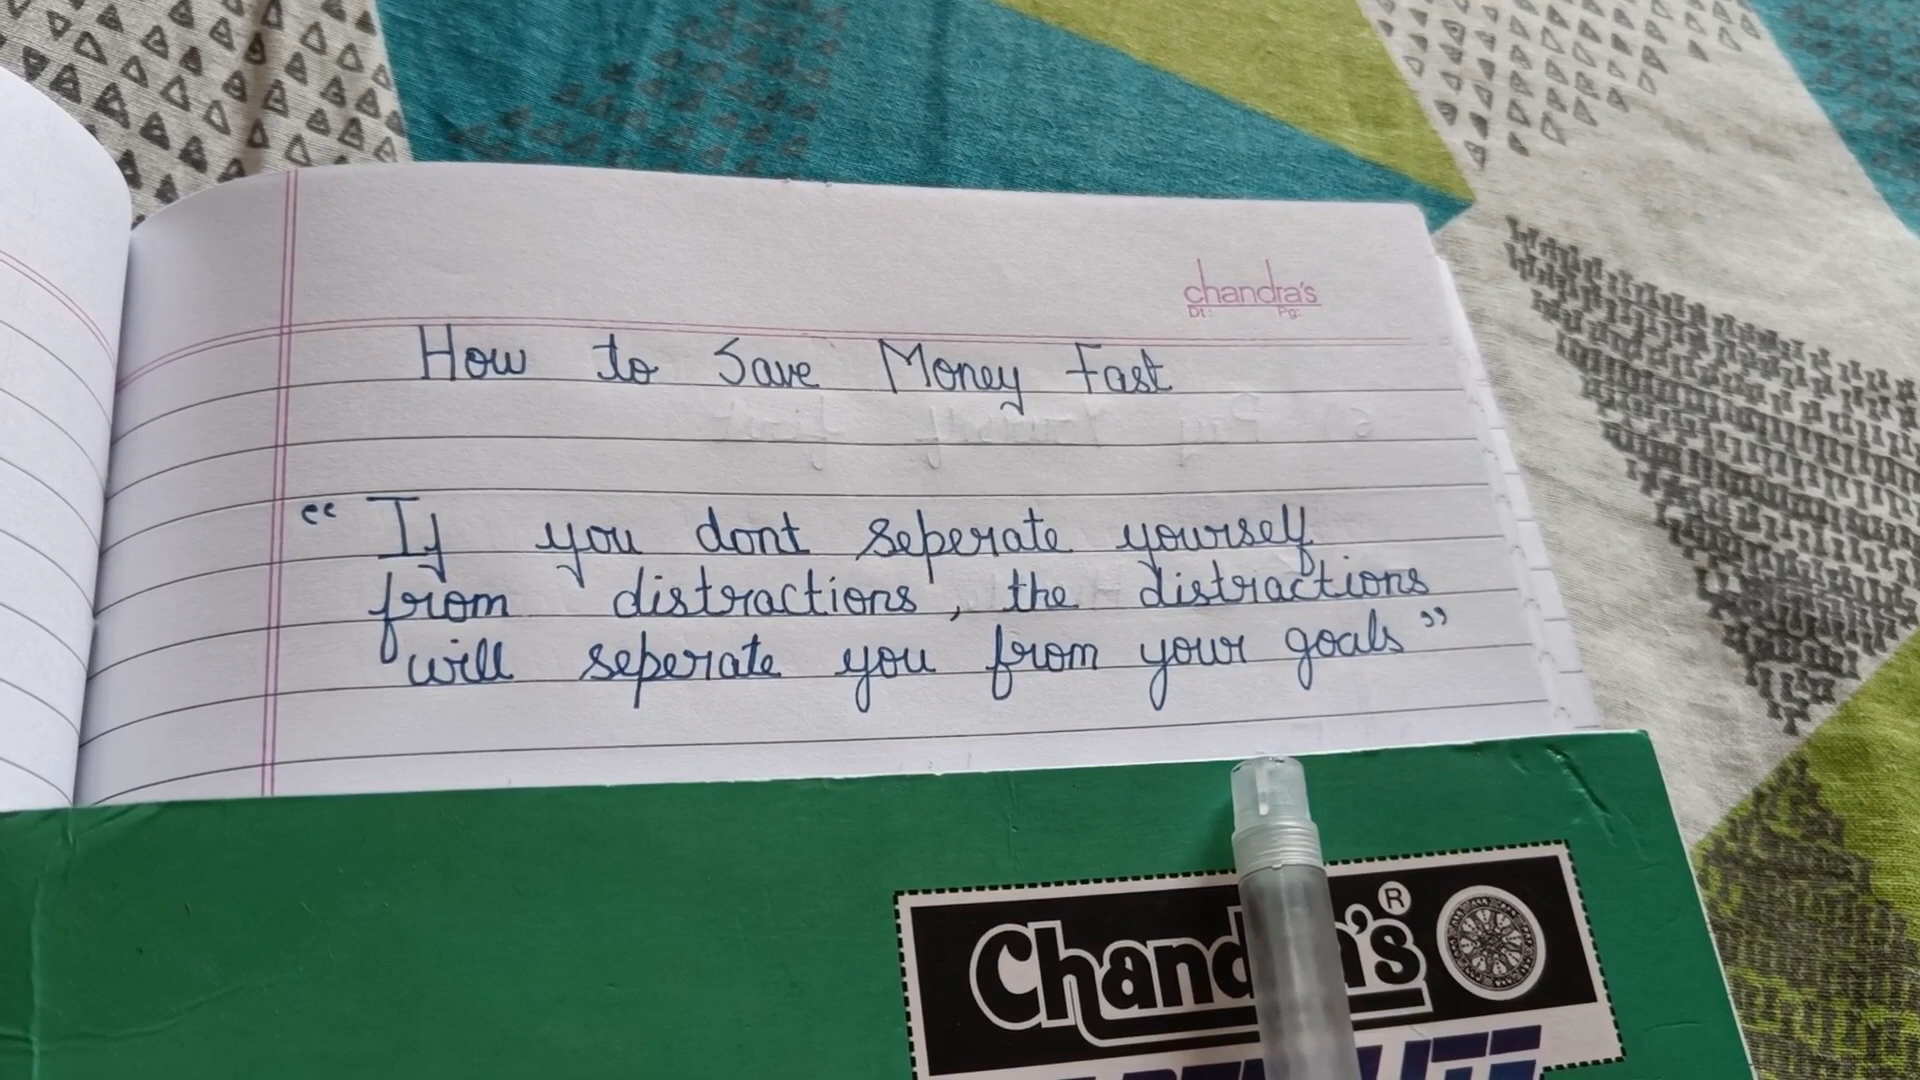 chandra's
Dt: Pg:
How to Save Money Fast
“ If you dont seperate yourself
from distractions, the distractions
will seperate you from your goals ”
Chandra's ®